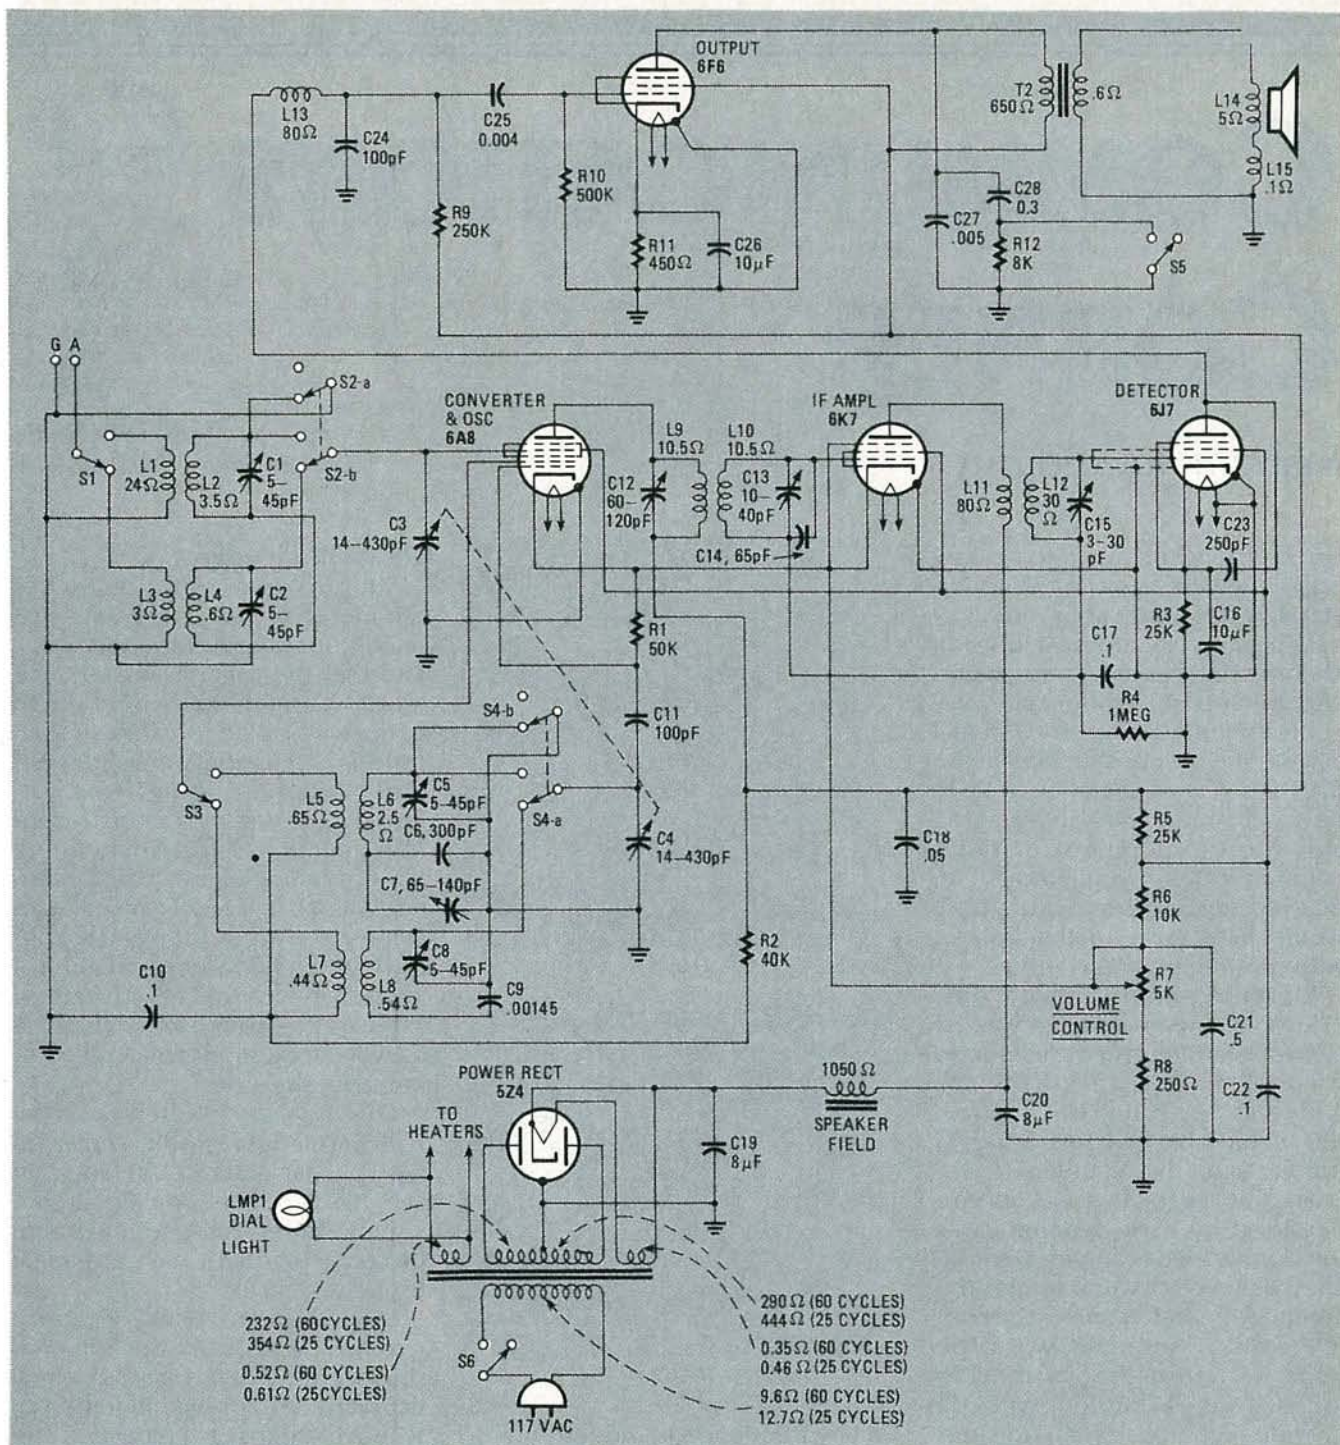 OUTPUT
6F6
L13
80Ω
C24
100pF
C25
0.004
R9
250K
R10
500K
R11
450Ω
C26
10µF
T2
650Ω
.6Ω
L14
5Ω
L15
.1Ω
C28
0.3
C27
.005
R12
8K
S5
G A
S2-a
S2-b
S1
L1
24Ω
L2
3.5Ω
C1
5–
45pF
L3
3Ω
L4
.6Ω
C2
5–
45pF
CONVERTER
& OSC
6A8
C3
14–430pF
C12
60–
120pF
L9
10.5Ω
L10
10.5Ω
C13
10–
40pF
C14, 65pF
IF AMPL
6K7
L11
80Ω
L12
30
Ω
C15
3–30
pF
DETECTOR
6J7
C23
250pF
R3
25K
C16
10µF
C17
.1
R4
1MEG
R1
50K
C11
100pF
S4-b
S3
L5
.65Ω
L6
2.5
Ω
C5
5–45pF
C6, 300pF
S4-a
C4
14–430pF
C7, 65–140pF
L7
.44Ω
L8
.54Ω
C8
5–45pF
C9
.00145
C10
.1
R2
40K
C18
.05
R5
25K
R6
10K
R7
5K
VOLUME
CONTROL
R8
250Ω
C21
.5
C22
.1
POWER RECT
5Z4
TO
HEATERS
LMP1
DIAL
LIGHT
C19
8µF
1050Ω
SPEAKER
FIELD
C20
8µF
232Ω (60CYCLES)
354Ω (25 CYCLES)
0.52Ω (60 CYCLES)
0.61Ω (25CYCLES)
S6
117 VAC
290Ω (60 CYCLES)
444Ω (25 CYCLES)
0.35Ω (60 CYCLES)
0.46Ω (25 CYCLES)
9.6Ω (60 CYCLES)
12.7Ω (25 CYCLES)